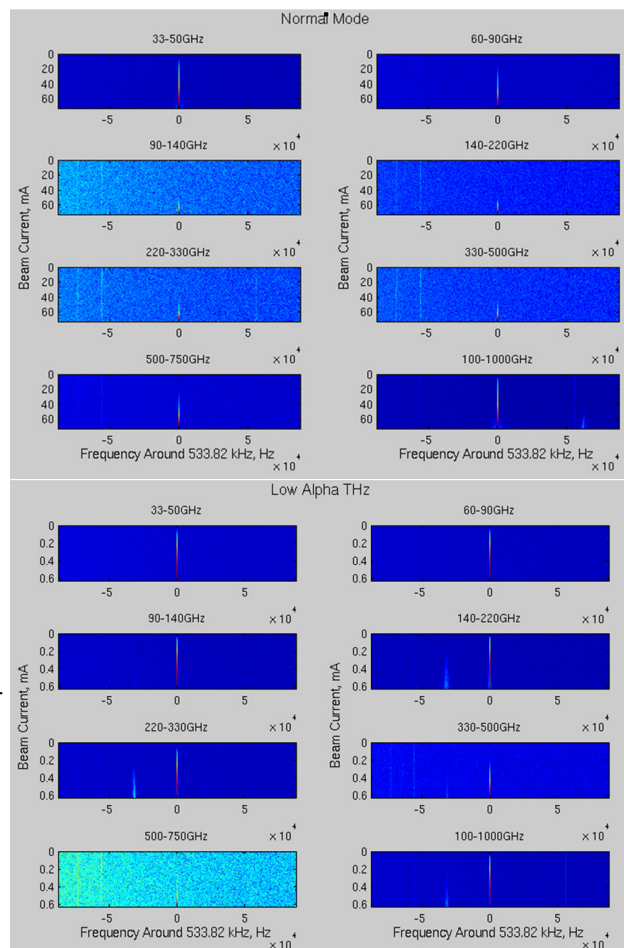 Normal Mode
33-50GHz
60-90GHz
0
20
40
60
0
20
40
60
-5 0 5
× 10⁴
-5 0 5
× 10⁴
90-140GHz
140-220GHz
0
20
40
60
0
20
40
60
-5 0 5
× 10⁴
-5 0 5
× 10⁴
Beam Current, mA
Beam Current, mA
220-330GHz
330-500GHz
0
20
40
60
0
20
40
60
-5 0 5
× 10⁴
-5 0 5
× 10⁴
500-750GHz
100-1000GHz
0
20
40
60
0
20
40
60
-5 0 5
-5 0 5
Frequency Around 533.82 kHz, Hz
× 10⁴
Frequency Around 533.82 kHz, Hz
× 10⁴
Low Alpha THz
33-50GHz
60-90GHz
0
0.2
0.4
0.6
0
0.2
0.4
0.6
-5 0 5
× 10⁴
-5 0 5
× 10⁴
90-140GHz
140-220GHz
0
0.2
0.4
0.6
0
0.2
0.4
0.6
-5 0 5
× 10⁴
-5 0 5
× 10⁴
Beam Current, mA
Beam Current, mA
220-330GHz
330-500GHz
0
0.2
0.4
0.6
0
0.2
0.4
0.6
-5 0 5
× 10⁴
-5 0 5
× 10⁴
500-750GHz
100-1000GHz
0
0.2
0.4
0.6
0
0.2
0.4
0.6
-5 0 5
-5 0 5
Frequency Around 533.82 kHz, Hz
× 10⁴
Frequency Around 533.82 kHz, Hz
× 10⁴